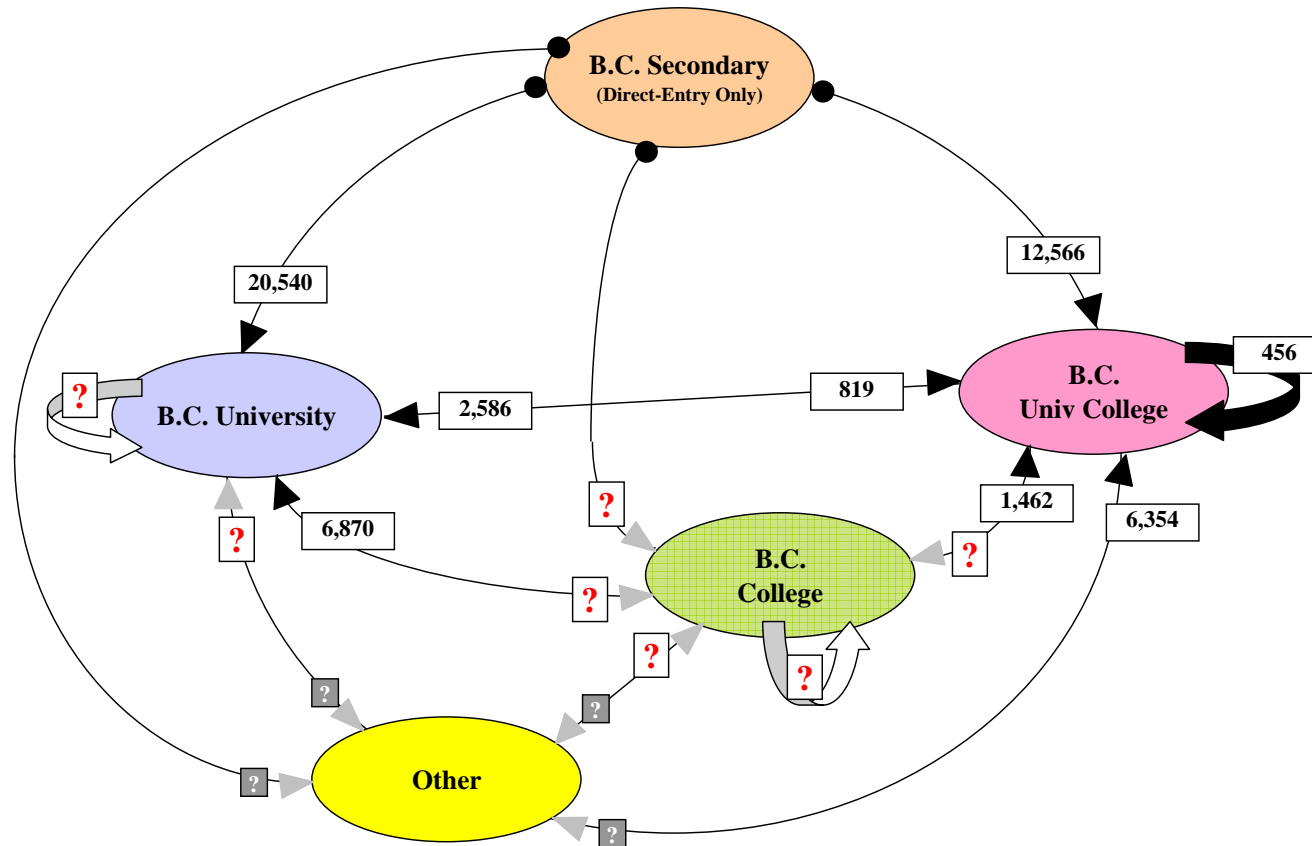 B.C. Secondary
(Direct-Entry Only)
12,566
20,540
456
?
B.C. University
2,586
819
B.C.
Univ College
?
1,462
6,354
?
6,870
B.C.
College
?
?
?
?
?
?
Other
?
?